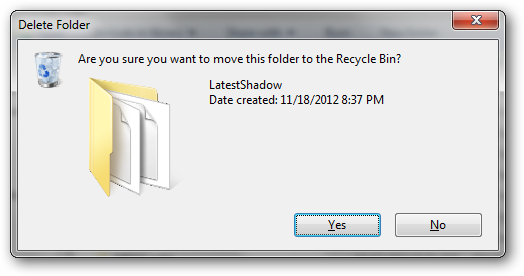 Delete Folder
Are you sure you want to move this folder to the Recycle Bin?
LatestShadow
Date created: 11/18/2012 8:37 PM
Yes No